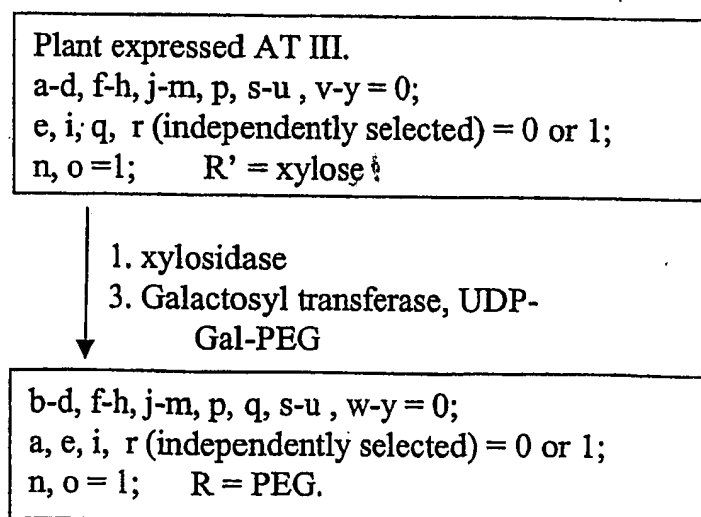 Plant expressed AT III.
a-d, f-h, j-m, p, s-u , v-y = 0;
e, i, q, r (independently selected) = 0 or 1;
n, o =1; R’ = xylose
1. xylosidase
3. Galactosyl transferase, UDP-
Gal-PEG
b-d, f-h, j-m, p, q, s-u , w-y = 0;
a, e, i, r (independently selected) = 0 or 1;
n, o = 1; R = PEG.